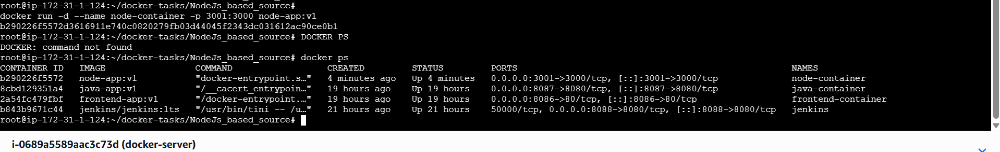 root@ip-172-31-1-124:~/docker-tasks/NodeJs_based_source#
docker run -d --name node-container -p 3001:3000 node-app:v1
b290226f5572d3616911e740c0820279fb03d44045f2343dc031612ac90ce0b1
root@ip-172-31-1-124:~/docker-tasks/NodeJs_based_source# DOCKER PS
DOCKER: command not found
root@ip-172-31-1-124:~/docker-tasks/NodeJs_based_source# docker ps
CONTAINER ID   IMAGE                 COMMAND                  CREATED         STATUS         PORTS                                                    NAMES
b290226f5572   node-app:v1           "docker-entrypoint.s…"   4 minutes ago   Up 4 minutes   0.0.0.0:3001->3000/tcp, [::]:3001->3000/tcp              node-container
8cbd129351a4   java-app:v1           "/__cacert_entrypoin…"   19 hours ago    Up 19 hours    0.0.0.0:8087->8080/tcp, [::]:8087->8080/tcp              java-container
2a54fc479fbf   frontend-app:v1       "/docker-entrypoint.…"   19 hours ago    Up 19 hours    0.0.0.0:8086->80/tcp, [::]:8086->80/tcp                  frontend-container
b843b9671c44   jenkins/jenkins:lts   "/usr/bin/tini -- /u…"   21 hours ago    Up 21 hours    50000/tcp, 0.0.0.0:8088->8080/tcp, [::]:8088->8080/tcp   jenkins
root@ip-172-31-1-124:~/docker-tasks/NodeJs_based_source#
i-0689a5589aac3c73d (docker-server)